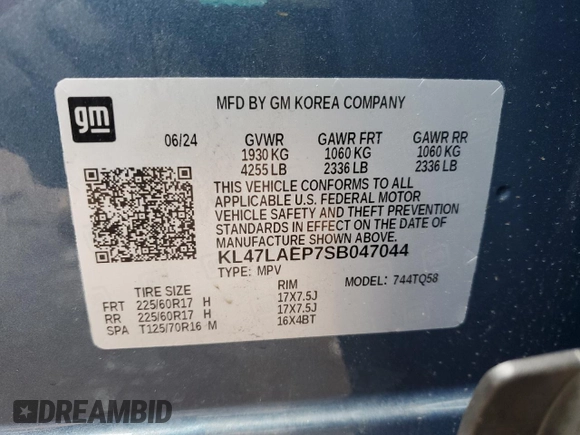 gm
MFD BY GM KOREA COMPANY
06/24 GVWR GAWR FRT GAWR RR
1930 KG 1060 KG 1060 KG
4255 LB 2336 LB 2336 LB
THIS VEHICLE CONFORMS TO ALL
APPLICABLE U.S. FEDERAL MOTOR
VEHICLE SAFETY AND THEFT PREVENTION
STANDARDS IN EFFECT ON THE DATE OF
MANUFACTURE SHOWN ABOVE.
KL47LAEP7SB047044
TYPE: MPV MODEL: 744TQ58
TIRE SIZE RIM
FRT 225/60R17 H 17X7.5J
RR 225/60R17 H 17X7.5J
SPA T125/70R16 M 16X4BT
DREAMBID